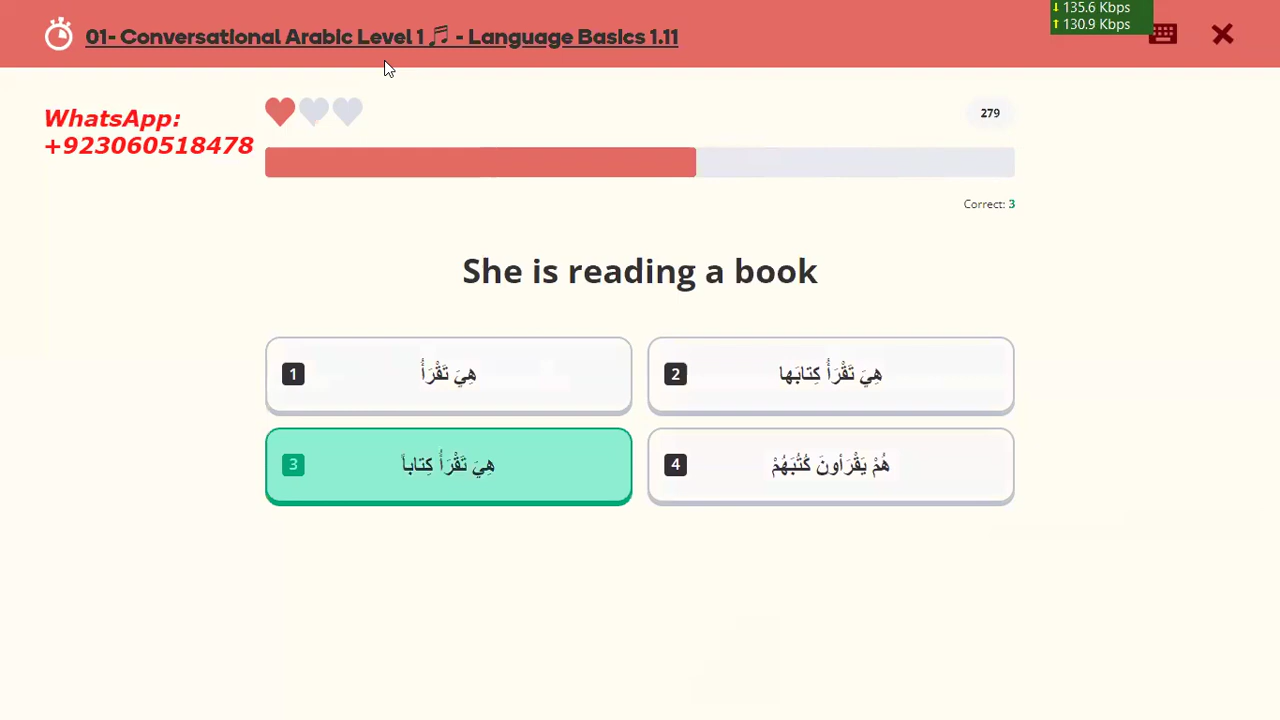 ↓ 135.6 Kbps
↑ 130.9 Kbps
01- Conversational Arabic Level 1 🎵 - Language Basics 1.11
WhatsApp:
+923060518478
279
Correct: 3
She is reading a book
1 هِيَ تَقْرَأُ
2 هِيَ تَقْرَأُ كِتابَها
3 هِيَ تَقْرَأُ كِتاباً
4 هُمْ يَقْرَأونَ كُتُبَهُمْ